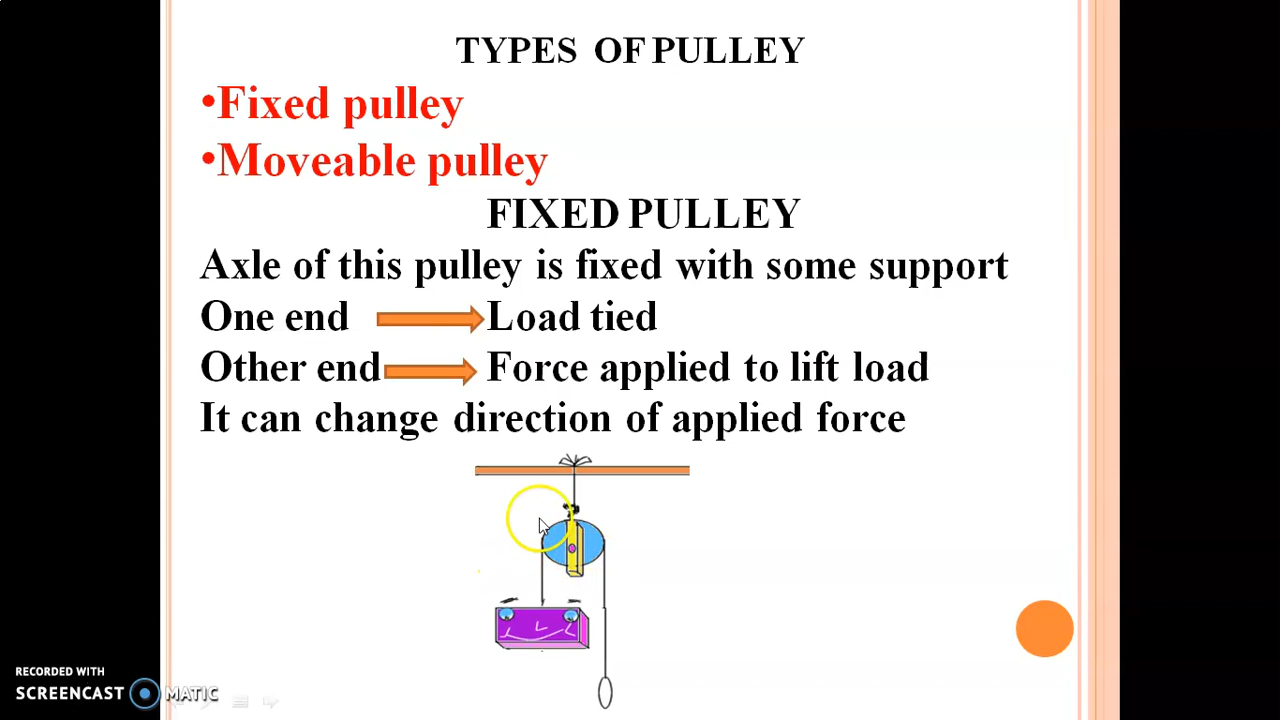 TYPES OF PULLEY
•Fixed pulley
•Moveable pulley
FIXED PULLEY
Axle of this pulley is fixed with some support
One end Load tied
Other end Force applied to lift load
It can change direction of applied force
RECORDED WITH
SCREENCAST MATIC